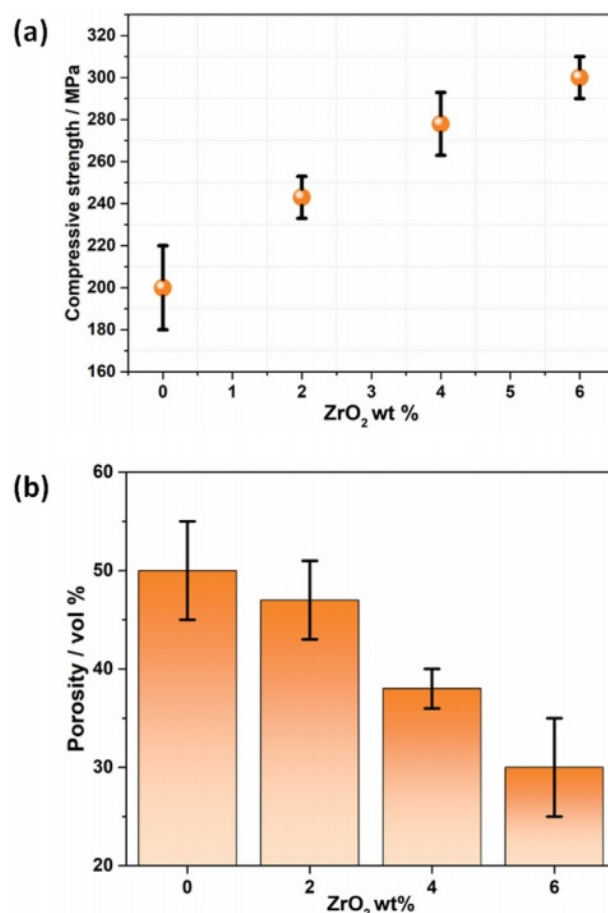 (a)
Compressive strength / MPa
320
300
280
260
240
220
200
180
160
0 1 2 3 4 5 6
ZrO₂ wt %
(b)
Porosity / vol %
60
50
40
30
20
0 2 4 6
ZrO₂ wt%